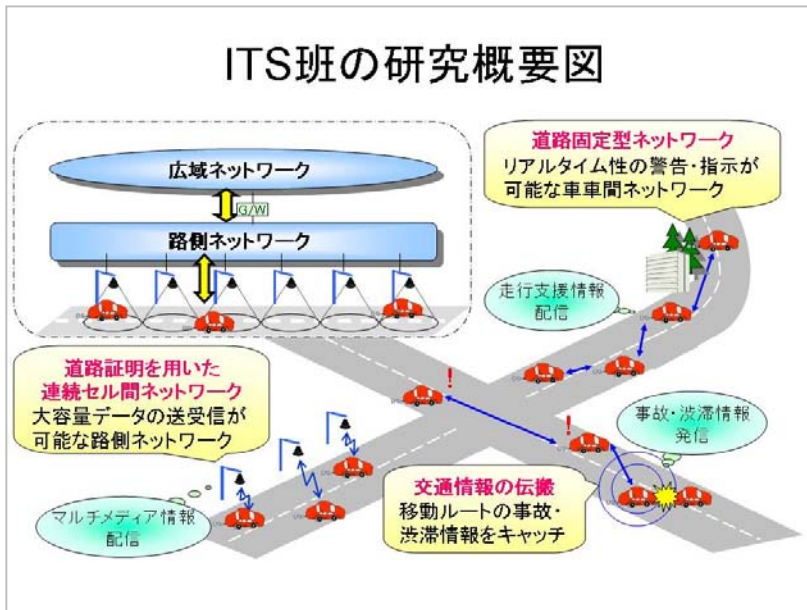 ITS班の研究概要図
広域ネットワーク
G/W
路側ネットワーク
道路固定型ネットワーク
リアルタイム性の警告・指示が
可能な車車間ネットワーク
走行支援情報
配信
道路証明を用いた
連続セル間ネットワーク
大容量データの送受信が
可能な路側ネットワーク
!
!
事故・渋滞情報
発信
交通情報の伝搬
移動ルートの事故・
渋滞情報をキャッチ
マルチメディア情報
配信